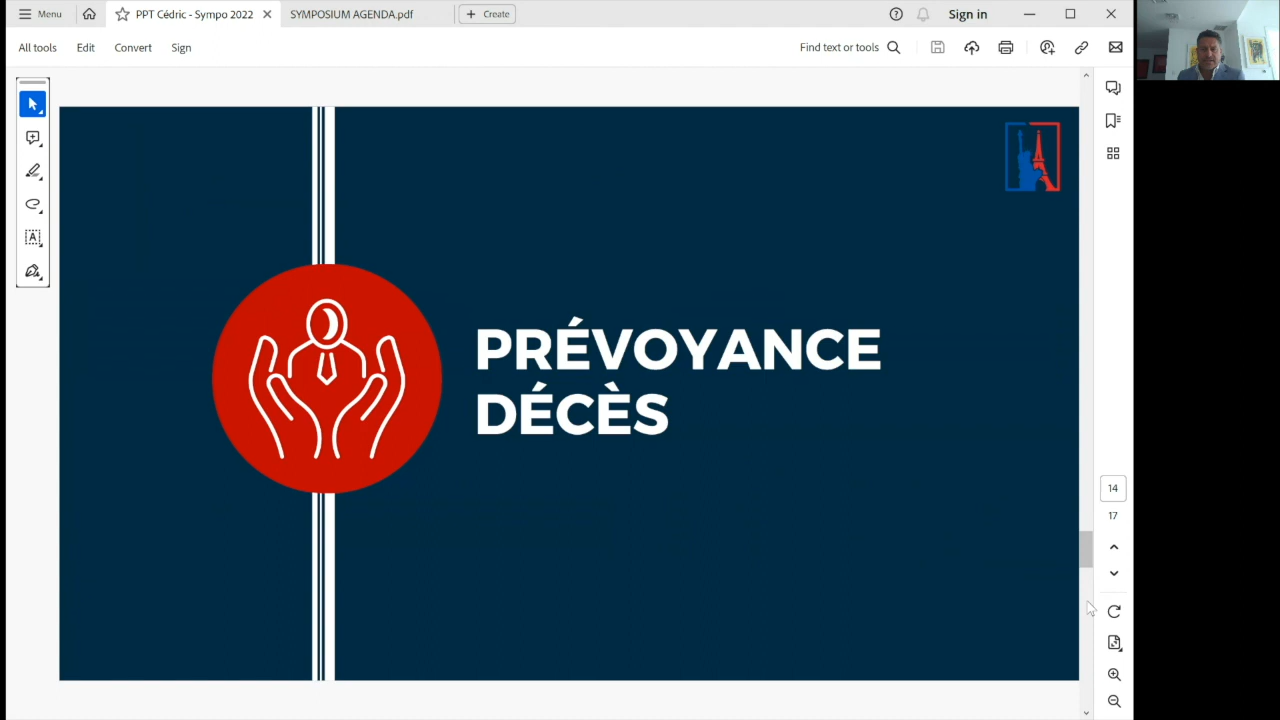 Menu
PPT Cédric - Sympo 2022
SYMPOSIUM AGENDA.pdf
Create
Sign in
All tools
Edit
Convert
Sign
Find text or tools
PRÉVOYANCE
DÉCÈS
14
17